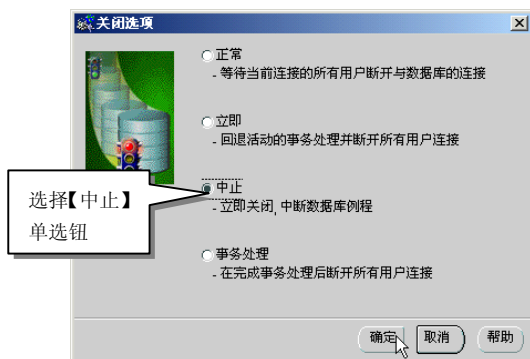 关闭选项
正常
- 等待当前连接的所有用户断开与数据库的连接
立即
- 回退活动的事务处理并断开所有用户连接
选择【中止】
单选钮
中止
- 立即关闭, 中断数据库例程
事务处理
- 在完成事务处理后断开所有用户连接
确定
取消
帮助